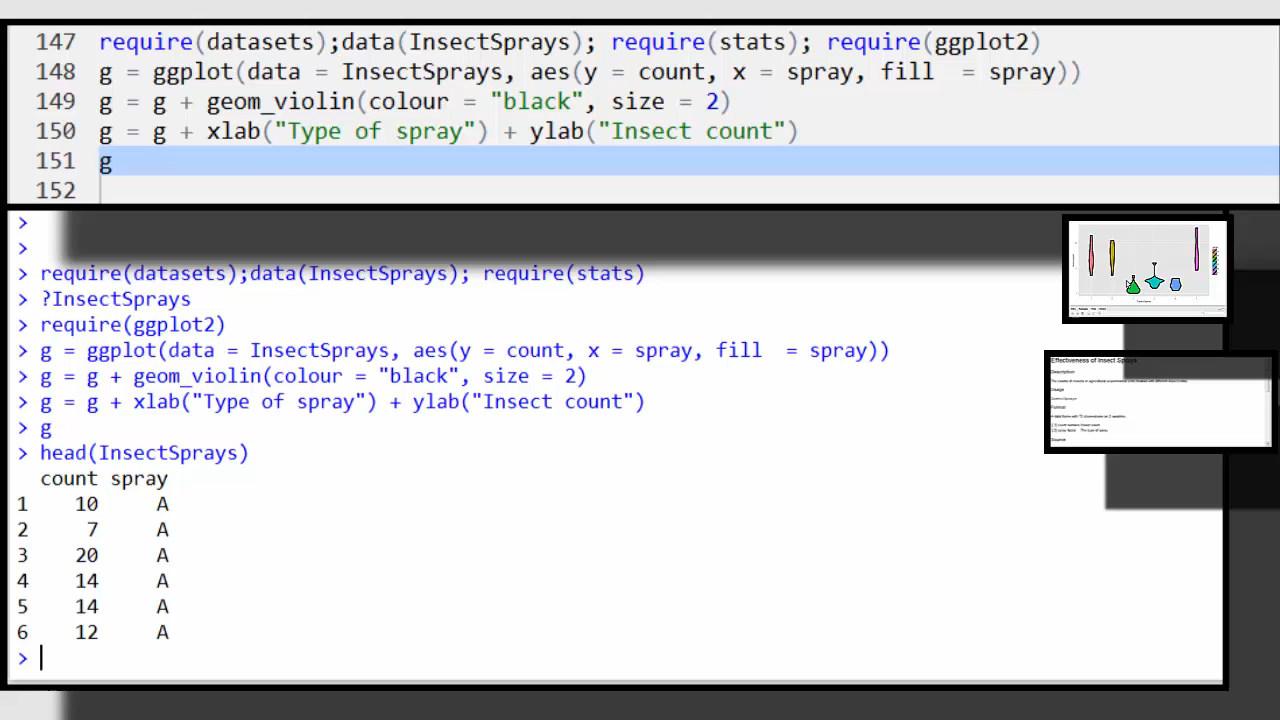 147 require(datasets);data(InsectSprays); require(stats); require(ggplot2)
148 g = ggplot(data = InsectSprays, aes(y = count, x = spray, fill  = spray))
149 g = g + geom_violin(colour = "black", size = 2)
150 g = g + xlab("Type of spray") + ylab("Insect count")
151 g
152
>
>
> require(datasets);data(InsectSprays); require(stats)
> ?InsectSprays
> require(ggplot2)
> g = ggplot(data = InsectSprays, aes(y = count, x = spray, fill  = spray))
> g = g + geom_violin(colour = "black", size = 2)
> g = g + xlab("Type of spray") + ylab("Insect count")
> g
> head(InsectSprays)
count spray
1 10 A
2 7 A
3 20 A
4 14 A
5 14 A
6 12 A
>
Effectiveness of Insect Sprays
Description
Usage
Format
Source